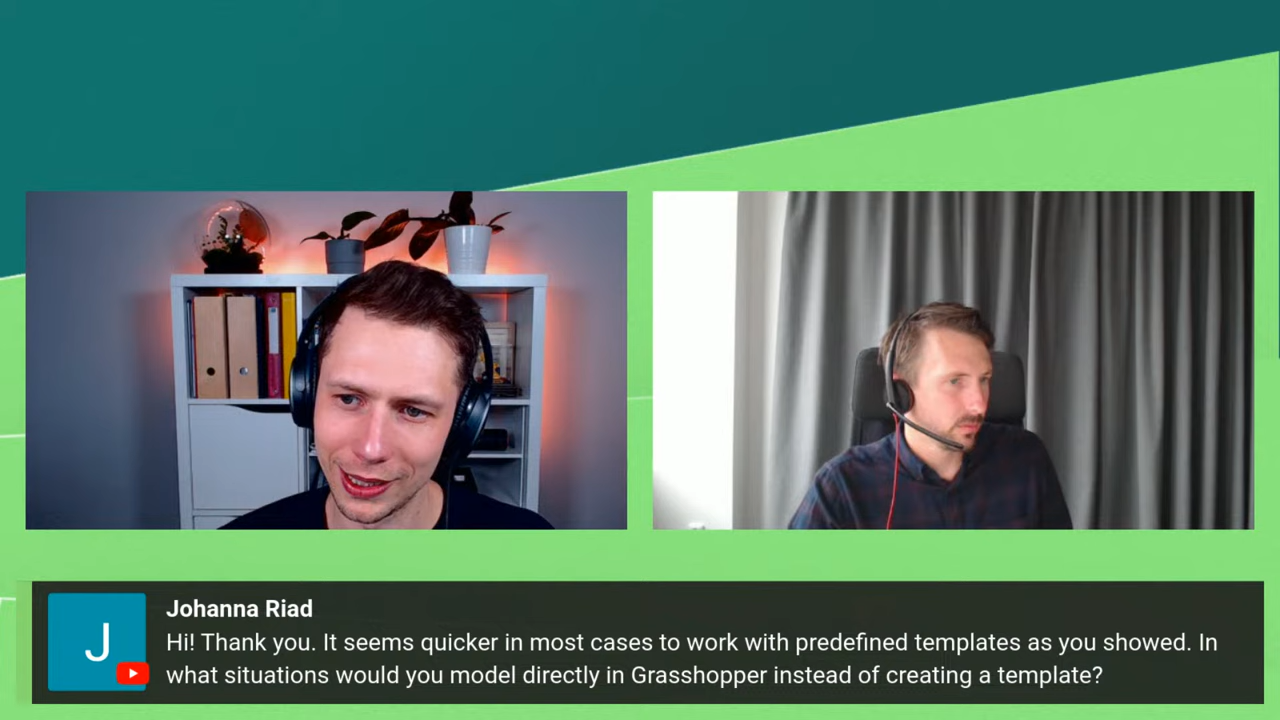 Johanna Riad
J
Hi! Thank you. It seems quicker in most cases to work with predefined templates as you showed. In
what situations would you model directly in Grasshopper instead of creating a template?